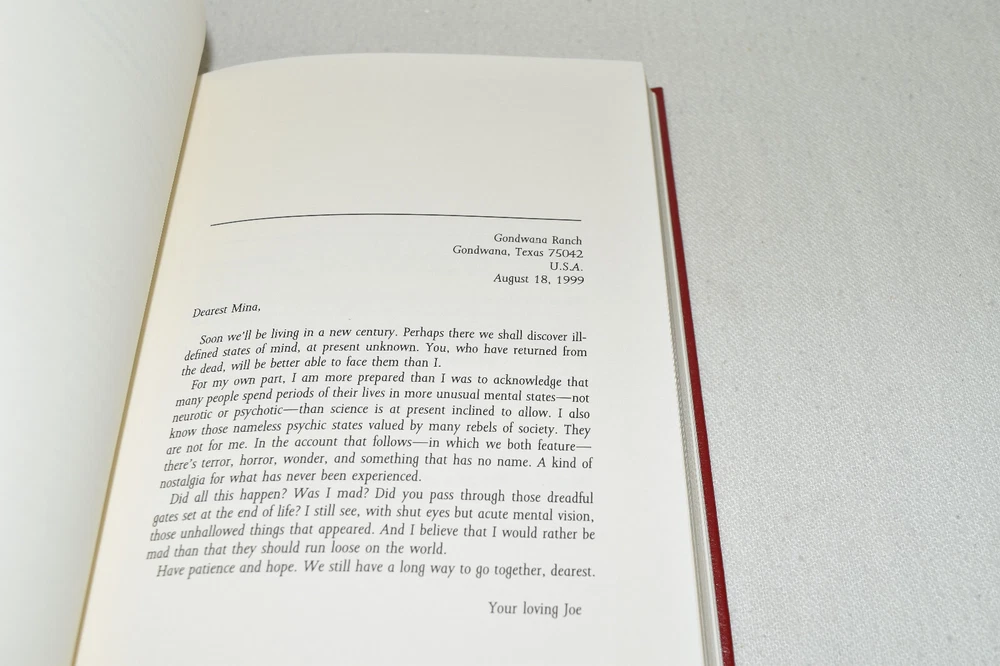 Gondwana Ranch
Gondwana, Texas 75042
U.S.A.
August 18, 1999
Dearest Mina,
Soon we'll be living in a new century. Perhaps there we shall discover ill-
defined states of mind, at present unknown. You, who have returned from
the dead, will be better able to face them than I.
For my own part, I am more prepared than I was to acknowledge that
many people spend periods of their lives in more unusual mental states—not
neurotic or psychotic—than science is at present inclined to allow. I also
know those nameless psychic states valued by many rebels of society. They
are not for me. In the account that follows—in which we both feature—
there's terror, horror, wonder, and something that has no name. A kind of
nostalgia for what has never been experienced.
Did all this happen? Was I mad? Did you pass through those dreadful
gates set at the end of life? I still see, with shut eyes but acute mental vision,
those unhallowed things that appeared. And I believe that I would rather be
mad than that they should run loose on the world.
Have patience and hope. We still have a long way to go together, dearest.
Your loving Joe